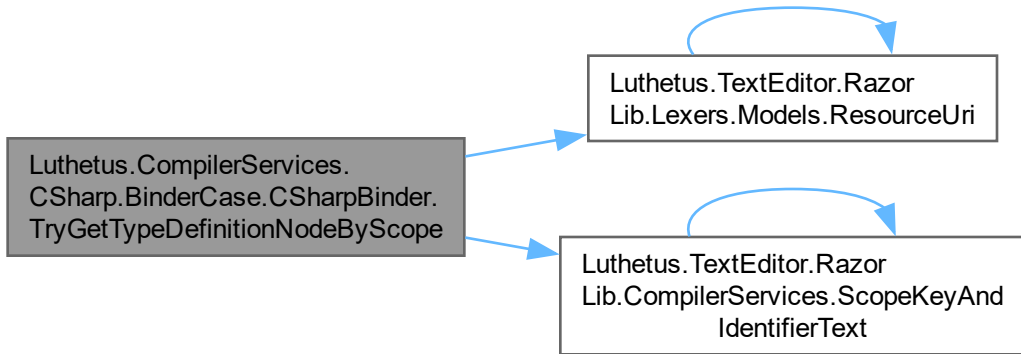 Luthetus.CompilerServices.
CSharp.BinderCase.CSharpBinder.
TryGetTypeDefinitionNodeByScope
Luthetus.TextEditor.Razor
Lib.Lexers.Models.ResourceUri
Luthetus.TextEditor.Razor
Lib.CompilerServices.ScopeKeyAnd
IdentifierText